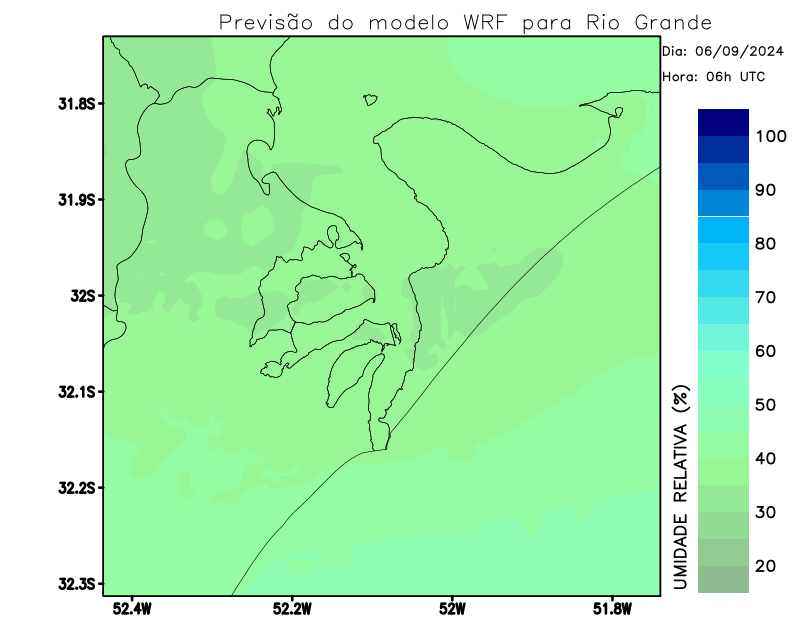 Previsão do modelo WRF para Rio Grande
Dia: 06/09/2024
Hora: 06h UTC
31.8S
31.9S
32S
32.1S
32.2S
32.3S
52.4W
52.2W
52W
51.8W
100
90
80
70
60
50
40
30
20
UMIDADE RELATIVA (%)